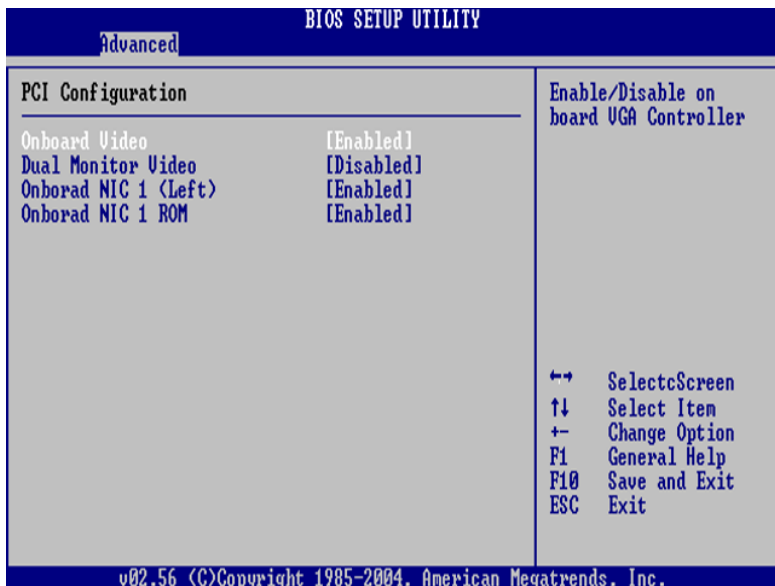 BIOS SETUP UTILITY
Advanced
PCI Configuration
Onboard Video [Enabled]
Dual Monitor Video [Disabled]
Onborad NIC 1 (Left) [Enabled]
Onborad NIC 1 ROM [Enabled]
Enable/Disable on
board VGA Controller
←→ SelectcScreen
↑↓ Select Item
+- Change Option
F1 General Help
F10 Save and Exit
ESC Exit
v02.56 (C)Copyright 1985-2004, American Megatrends, Inc.